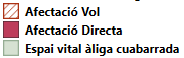 Afectació Vol
Afectació Directa
Espai vital àliga cuabarrada